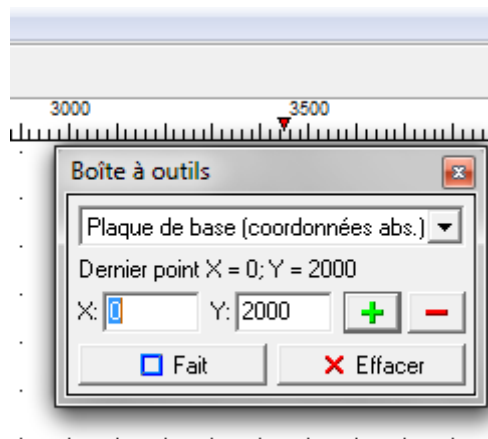 3000 3500
Boîte à outils
Plaque de base (coordonnées abs.)
Dernier point X = 0; Y = 2000
X: 0 Y: 2000
Fait Effacer